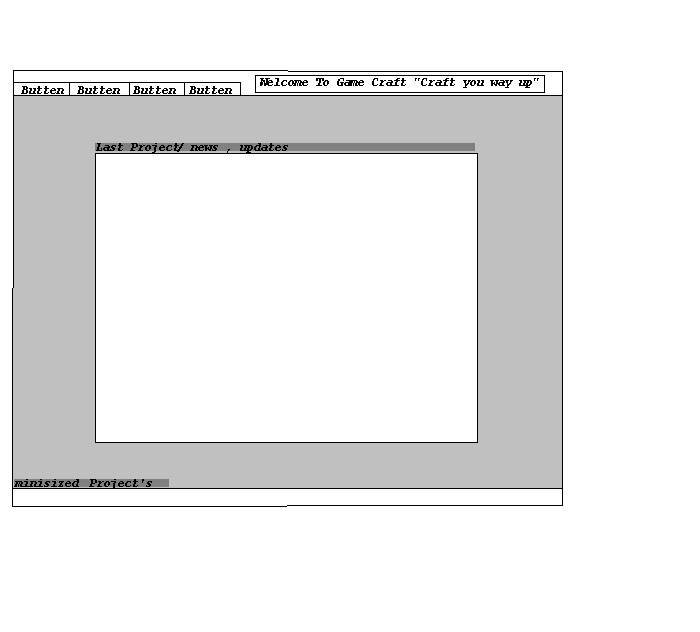 Welcome To Game Craft "Craft you way up"
Butten Butten Butten Butten
Last Project/ news , updates
minisized Project's